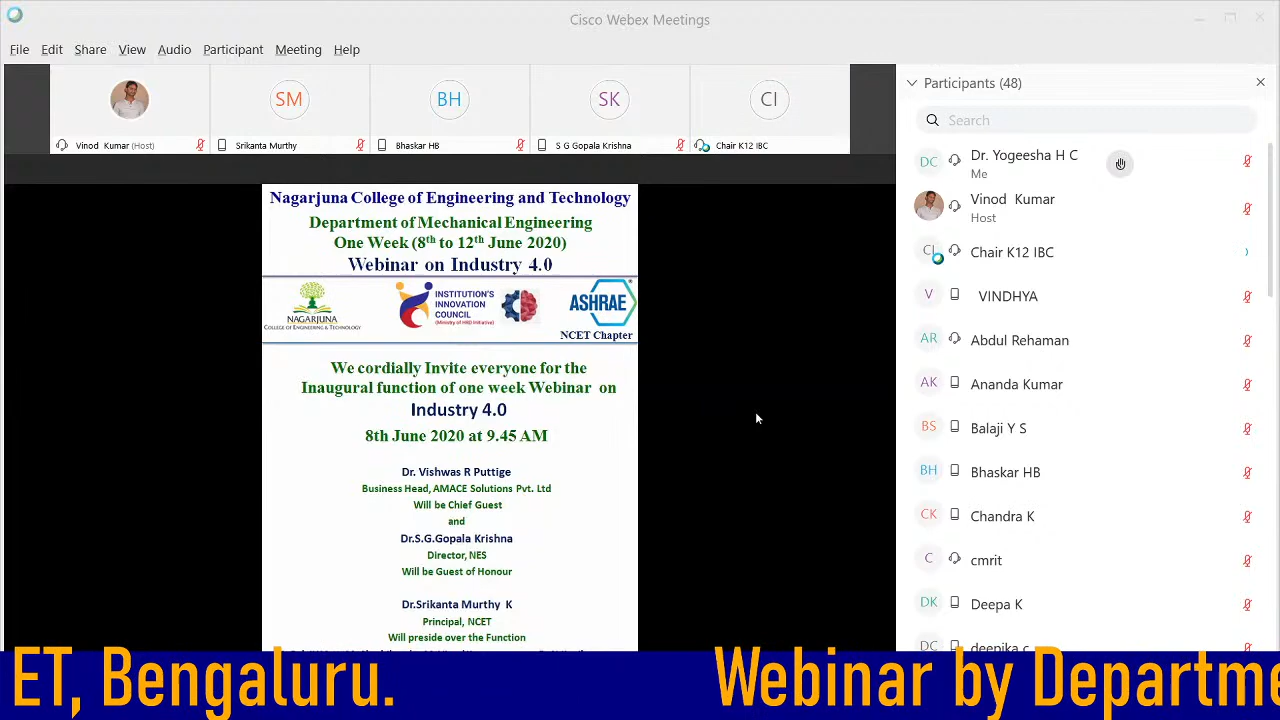 Cisco Webex Meetings
File Edit Share View Audio Participant Meeting Help
SM BH SK CI
Vinod Kumar (Host) Srikanta Murthy Bhaskar HB S G Gopala Krishna Chair K12 IBC
Nagarjuna College of Engineering and Technology
Department of Mechanical Engineering
One Week (8th to 12th June 2020)
Webinar on Industry 4.0
NAGARJUNA
COLLEGE OF ENGINEERING & TECHNOLOGY
INSTITUTION'S
INNOVATION
COUNCIL
(Ministry of HRD Initiative)
ASHRAE
NCET Chapter
We cordially Invite everyone for the
Inaugural function of one week Webinar on
Industry 4.0
8th June 2020 at 9.45 AM
Dr. Vishwas R Puttige
Business Head, AMACE Solutions Pvt. Ltd
Will be Chief Guest
and
Dr.S.G.Gopala Krishna
Director, NES
Will be Guest of Honour
Dr.Srikanta Murthy K
Principal, NCET
Will preside over the Function
Participants (48)
Search
DC Dr. Yogeesha H C
Me
Vinod Kumar
Host
CI Chair K12 IBC
V VINDHYA
AR Abdul Rehaman
AK Ananda Kumar
BS Balaji Y S
BH Bhaskar HB
CK Chandra K
C cmrit
DK Deepa K
DC deepika c
ET, Bengaluru. Webinar by Departme